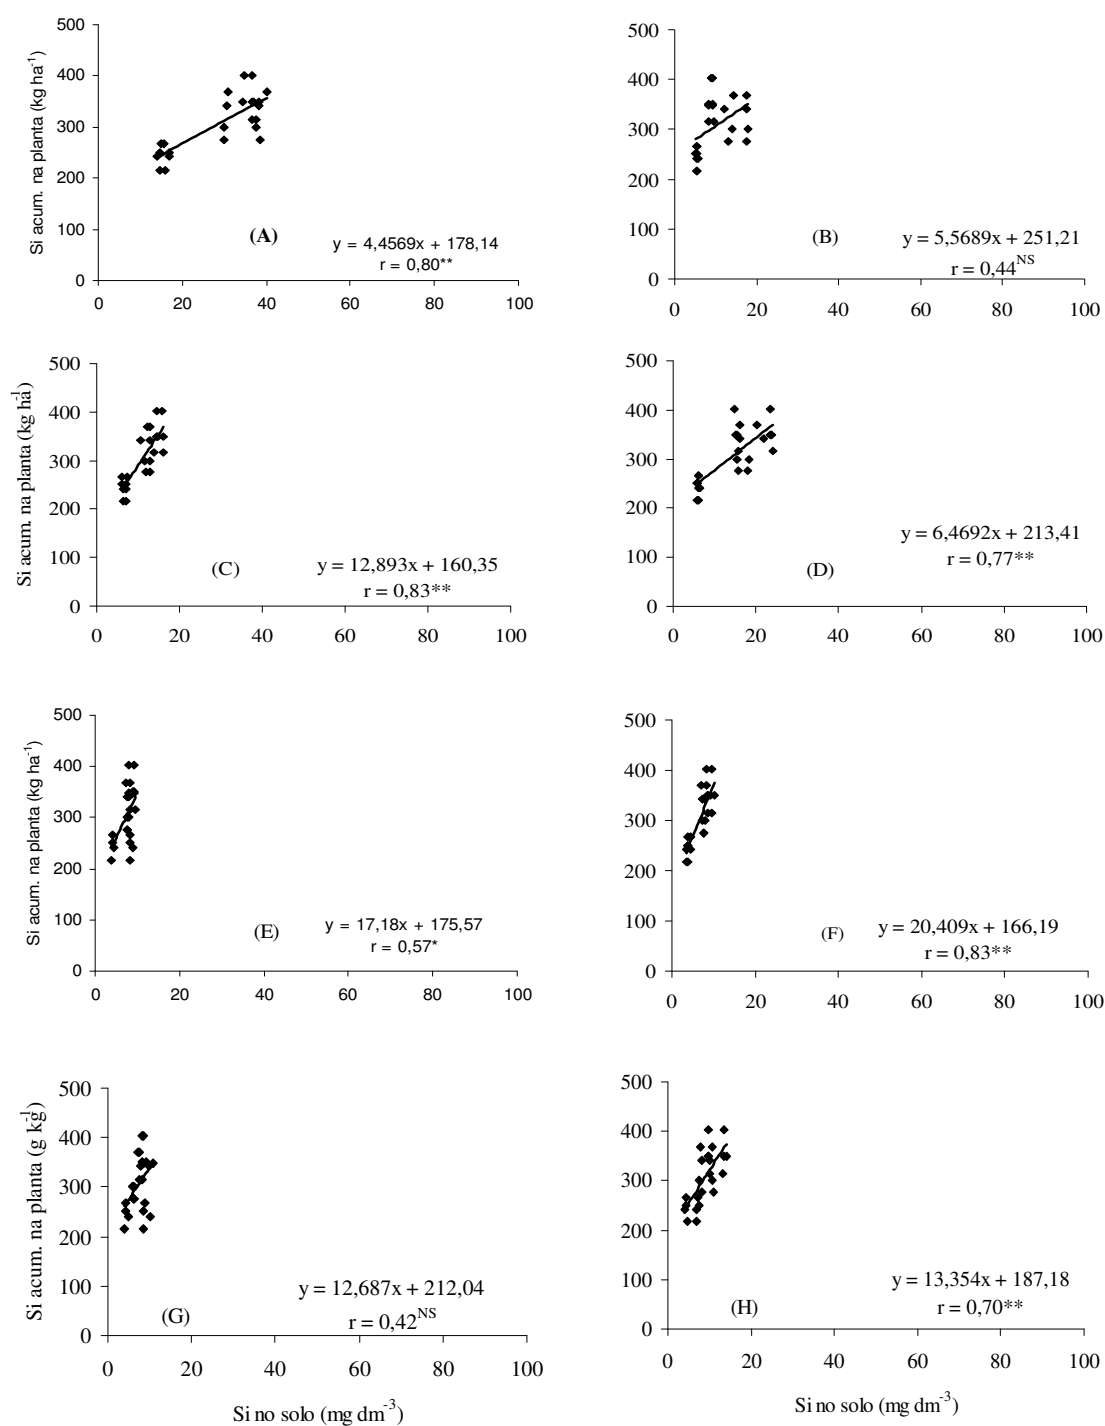 500
400
300
200
100
0
Si acum. na planta (kg ha⁻¹)
(A)
y = 4,4569x + 178,14
r = 0,80**
0 20 40 60 80 100
500
400
300
200
100
0
(B)
y = 5,5689x + 251,21
r = 0,44ᴺˢ
0 20 40 60 80 100
500
400
300
200
100
0
Si acum. na planta (kg ha⁻¹)
(C)
y = 12,893x + 160,35
r = 0,83**
0 20 40 60 80 100
500
400
300
200
100
0
(D)
y = 6,4692x + 213,41
r = 0,77**
0 20 40 60 80 100
500
400
300
200
100
0
Si acum. na planta (kg ha⁻¹)
(E)
y = 17,18x + 175,57
r = 0,57*
0 20 40 60 80 100
500
400
300
200
100
0
(F)
y = 20,409x + 166,19
r = 0,83**
0 20 40 60 80 100
500
400
300
200
100
0
Si acum. na planta (g kg⁻¹)
(G)
y = 12,687x + 212,04
r = 0,42ᴺˢ
0 20 40 60 80 100
Si no solo (mg dm⁻³)
500
400
300
200
100
0
(H)
y = 13,354x + 187,18
r = 0,70**
0 20 40 60 80 100
Si no solo (mg dm⁻³)